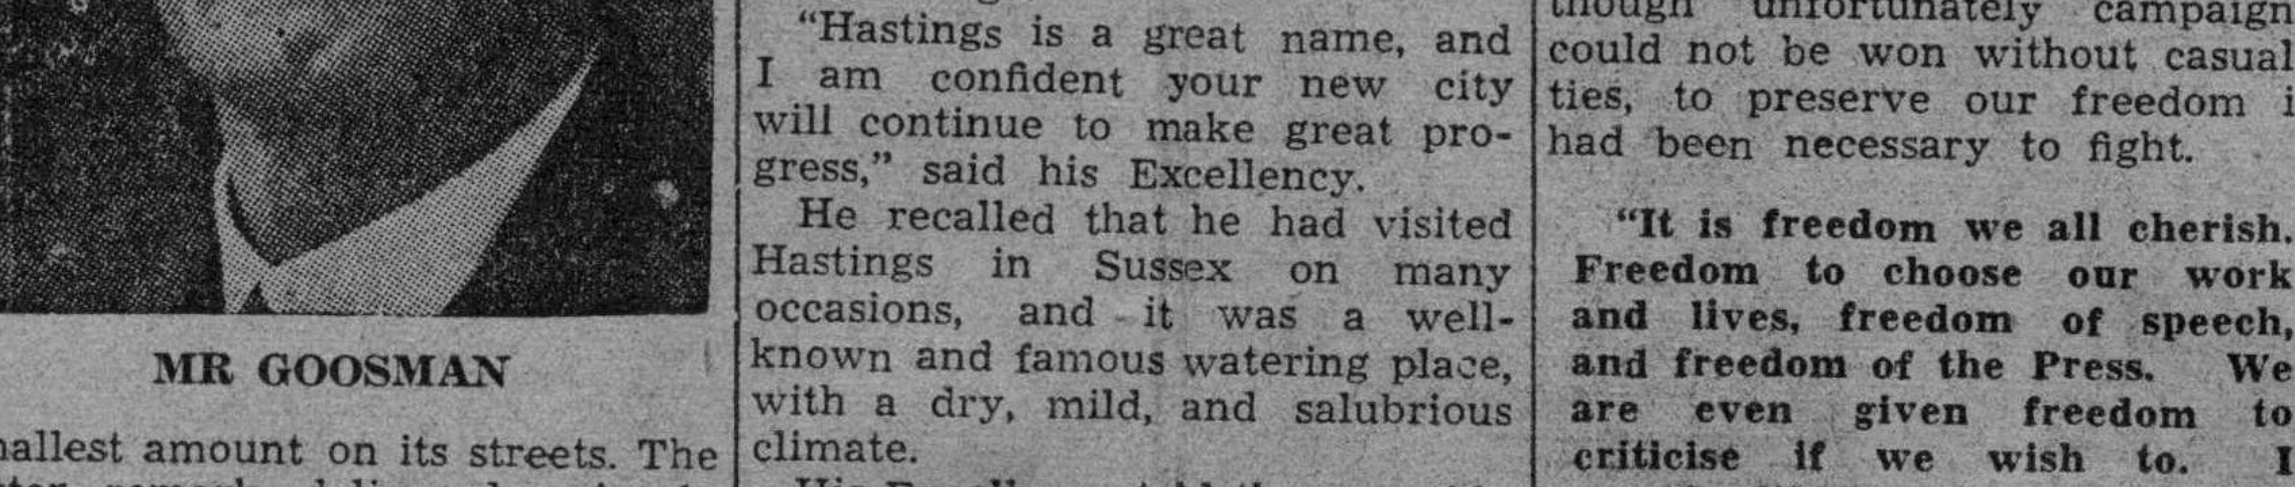 MR GOOSMAN
amount on its streets. The
“Hastings is a great name, and
I am confident your new city
will continue to make great pro-
gress,” said his Excellency.
He recalled that he had visited
Hastings in Sussex on many
occasions, and it was a well-
known and famous watering place,
with a dry, mild, and salubrious
climate.
though unfortunately campaign
could not be won without casual
ties, to preserve our freedom i
had been necessary to fight.
“It is freedom we all cherish.
Freedom to choose our work
and lives, freedom of speech,
and freedom of the Press. We
are even given freedom to
criticise if we wish to. I